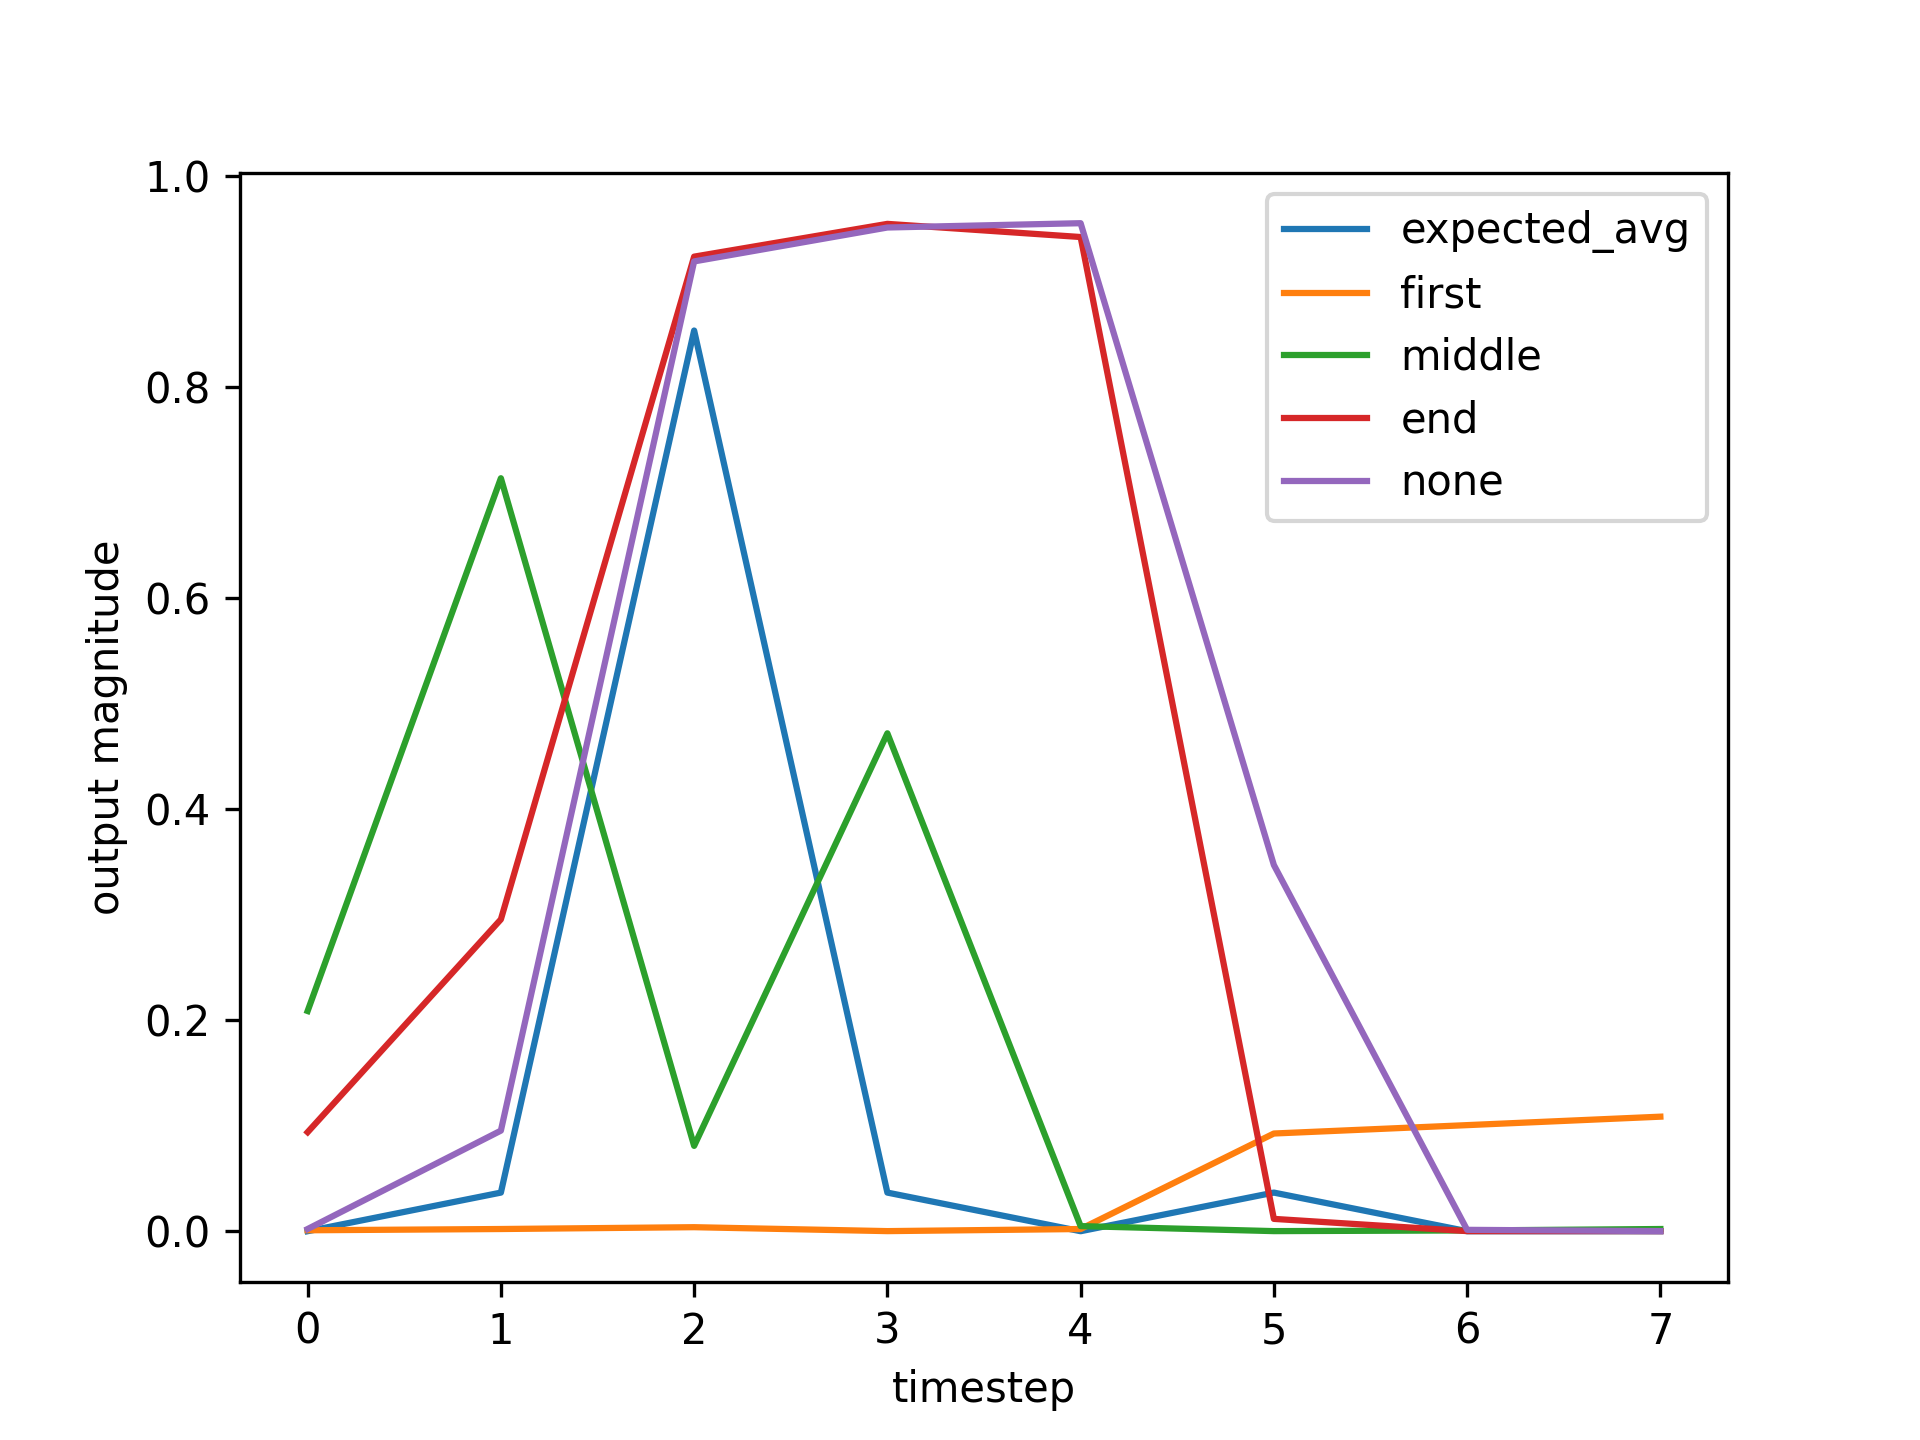 1.0
0.8
0.6
0.4
0.2
0.0
output magnitude
0 1 2 3 4 5 6 7
timestep
expected_avg
first
middle
end
none